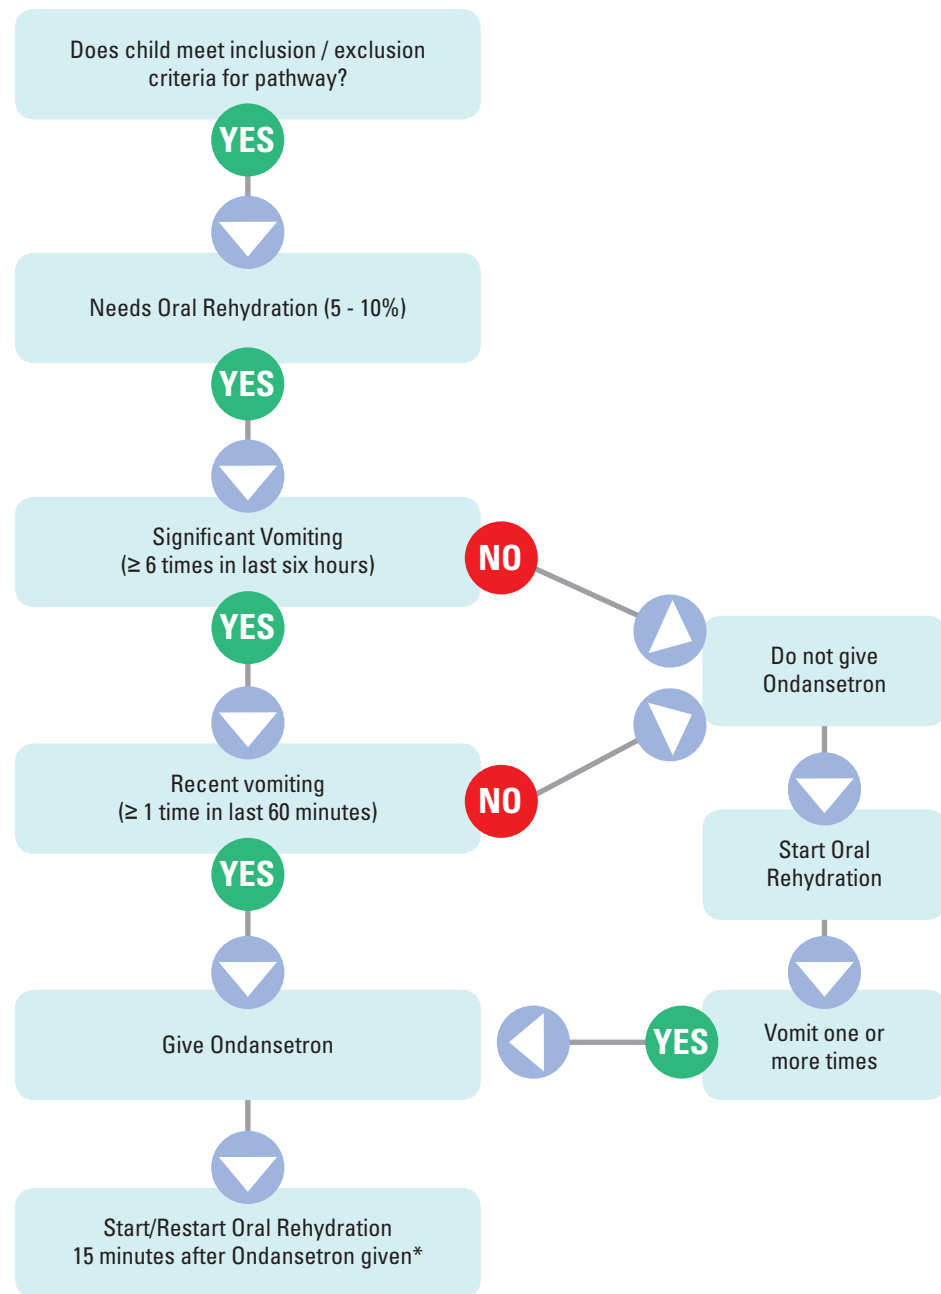 Does child meet inclusion / exclusion
criteria for pathway?
YES
Needs Oral Rehydration (5 - 10%)
YES
Significant Vomiting
(≥ 6 times in last six hours)
NO
YES
Do not give
Ondansetron
Recent vomiting
(≥ 1 time in last 60 minutes)
NO
YES
Start Oral
Rehydration
Give Ondansetron
YES
Vomit one or
more times
Start/Restart Oral Rehydration
15 minutes after Ondansetron given*